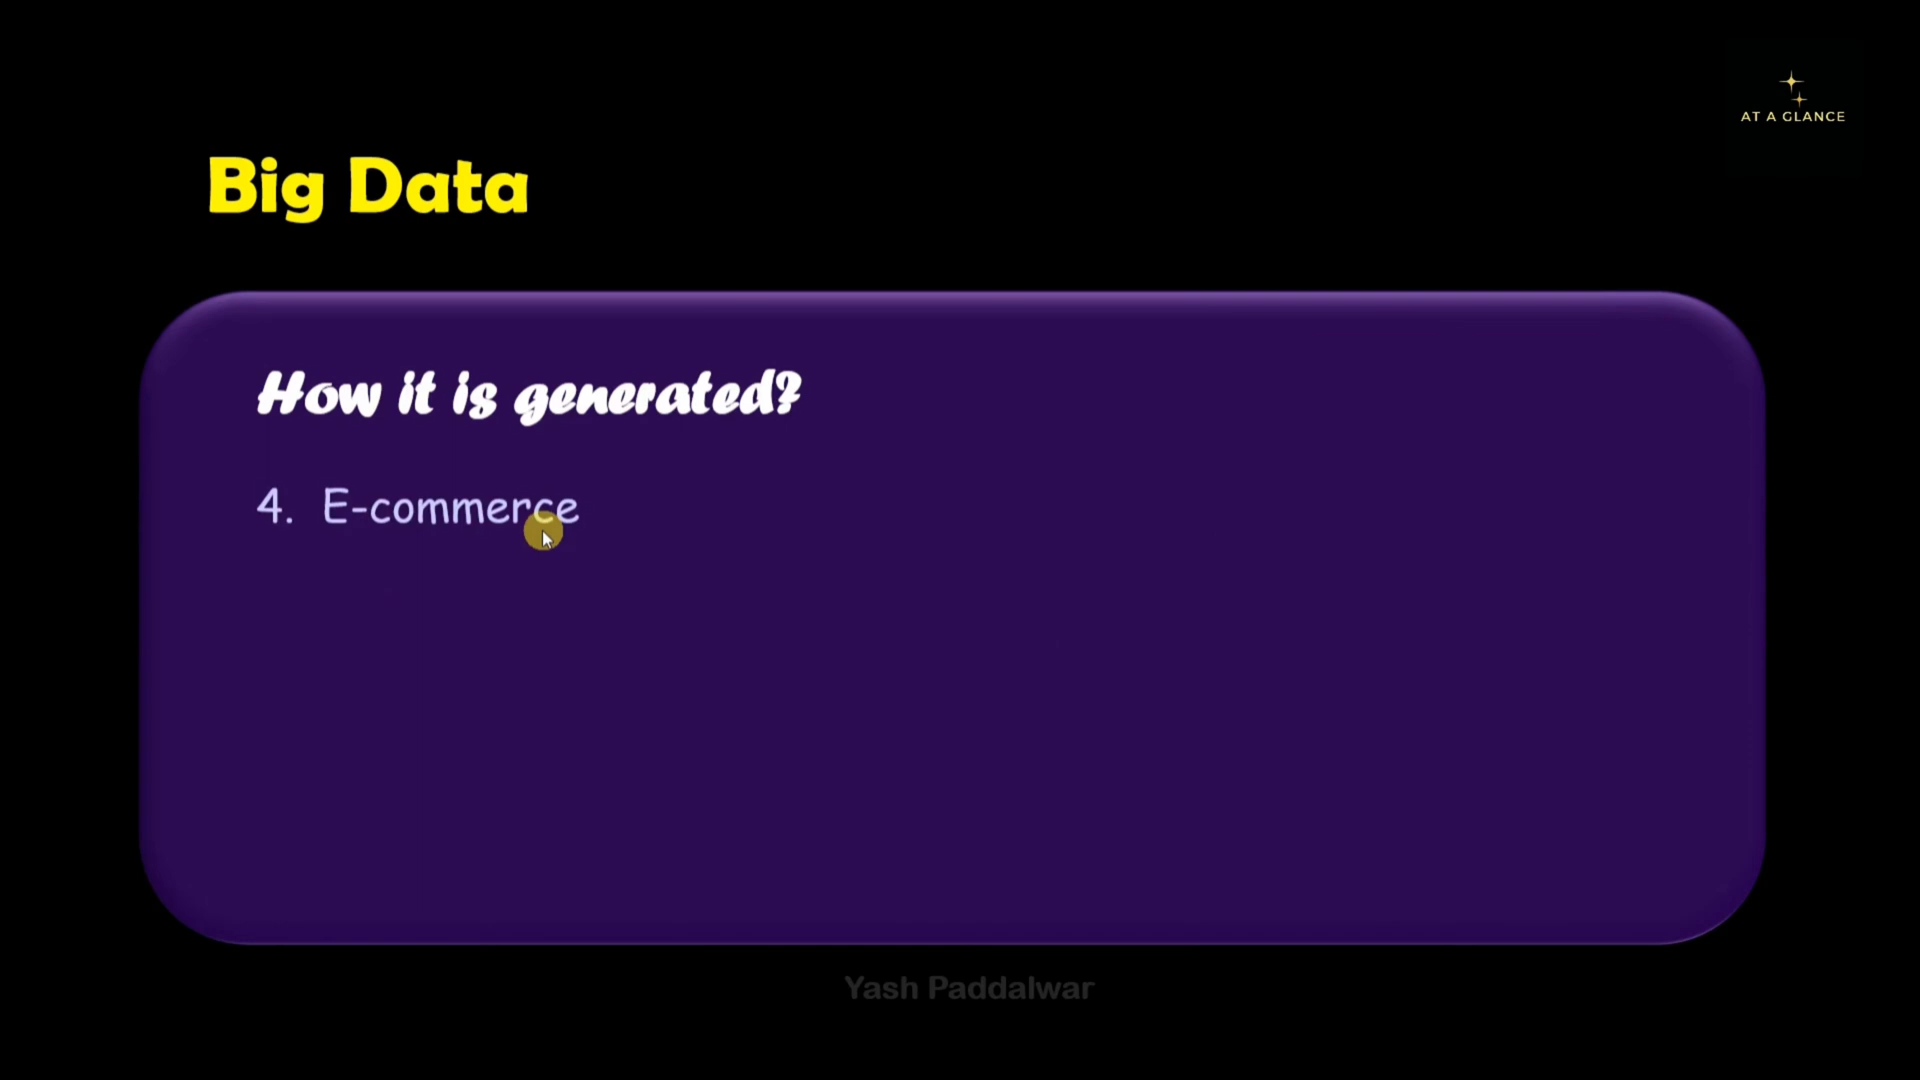 AT A GLANCE
Big Data
How it is generated?
4. E-commerce
Yash Paddalwar